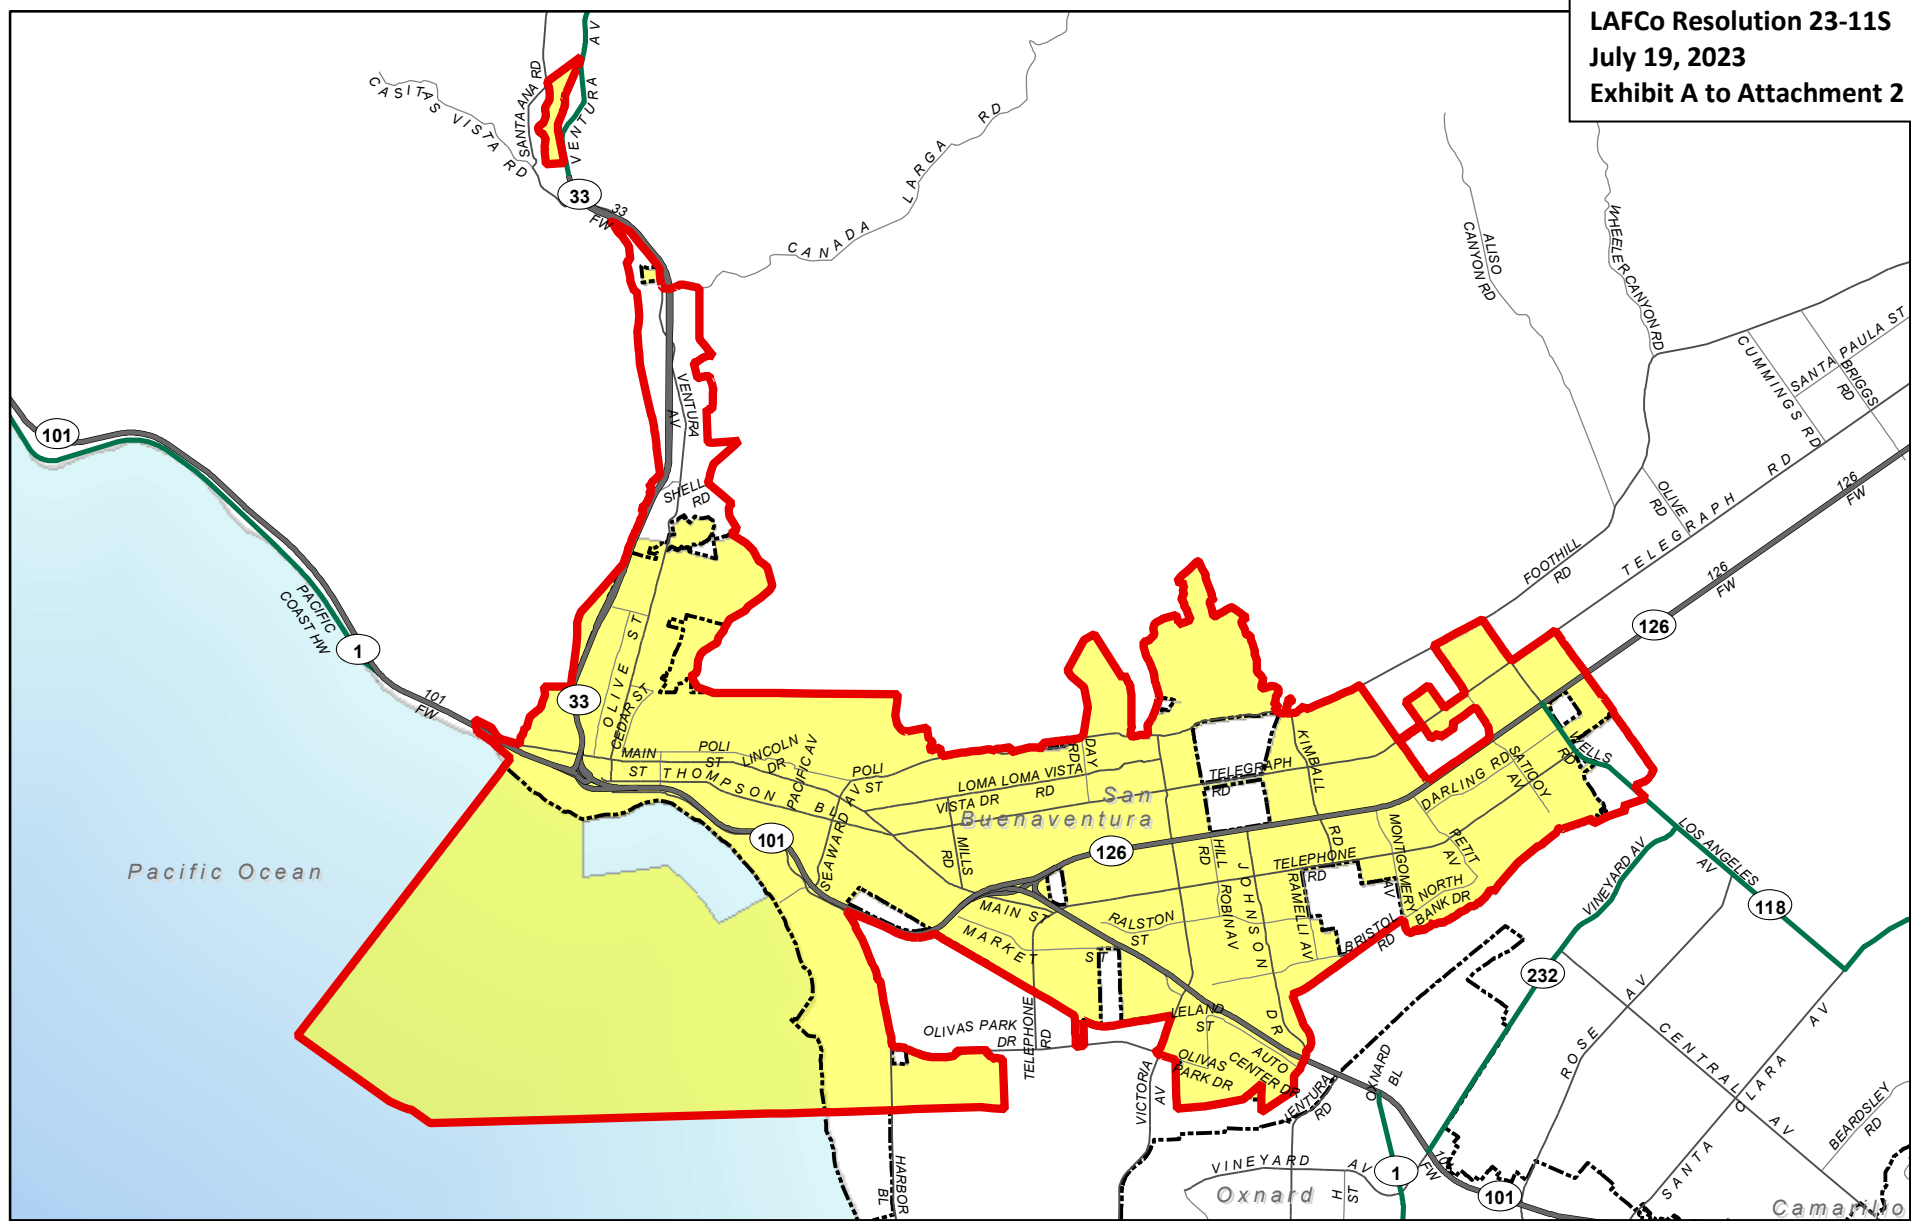 LAFCo Resolution 23-11S
July 19, 2023
Exhibit A to Attachment 2
VENTURA AV
SANTA ANA RD
CASITAS VISTA RD
33
33
FW
CANADA LARGA RD
ALISO
CANYON RD
WHEELER CANYON RD
SANTA PAULA ST
CUMMINGS RD
BRIGGS
RD
101
VENTURA
AV
SHELL
RD
OLIVE
RD
TELEGRAPH RD
126
FW
FOOTHILL
RD
126
FW
126
PACIFIC
COAST HW
1
101
FW
33
OLIVE ST
CEDAR ST
MAIN
ST
POLI
ST
LINCOLN
DR
PACIFIC AV
POLI
ST
THOMPSON BL
SEAWARD AV
LOMA LOMA VISTA
RD
VISTA DR
DAY
RD
San
Buenaventura
TELEGRAPH
RD
KIMBALL
RD
WELLS
RD
SATICOY
AV
DARLING RD
PETIT
AV
MONTGOMERY
AV
NORTH
BANK DR
BRISTOL
RD
TELEPHONE
RD
RAMELLI AV
JOHNSON DR
HILL
RD
ROBIN AV
MILLS
RD
101
126
MAIN ST
MARKET ST
RALSTON
ST
TELEPHONE
RD
OLIVAS PARK
DR
LELAND
ST
OLIVAS
PARK DR
AUTO
CENTER DR
VICTORIA
AV
HARBOR
BL
Pacific Ocean
LOS ANGELES
AV
118
VINEYARD AV
232
ROSE AV
CENTRAL AV
SANTA CLARA AV
BEARDSLEY
RD
OXNARD
BL
VENTURA
RD
VINEYARD AV
1
H
ST
Oxnard
101
FW
101
Camarillo